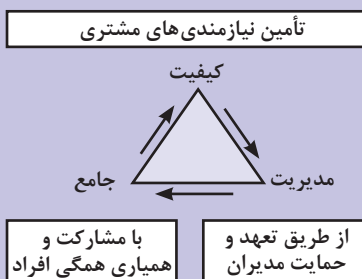 تأمین نیازمندی‌های مشتری
کیفیت
مدیریت
جامع
از طریق تعهد و
حمایت مدیران
با مشارکت و
همیاری همگی افراد